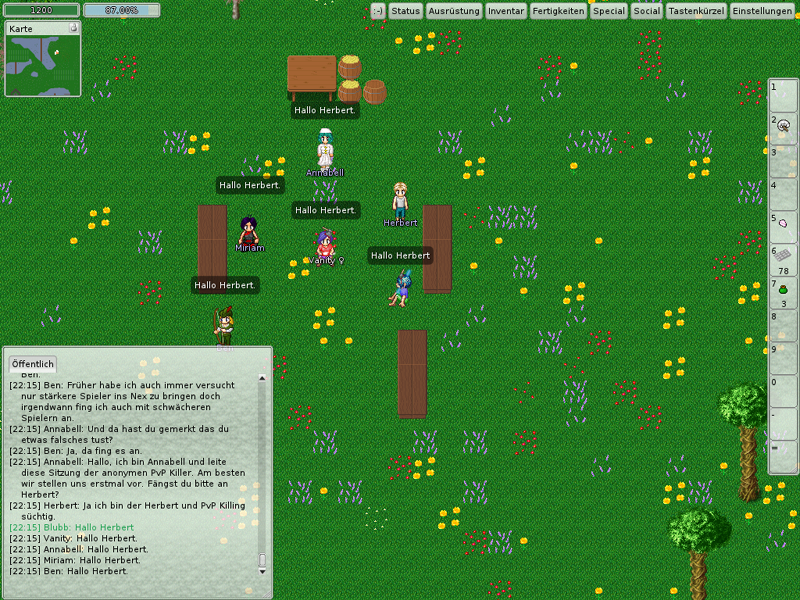 1200
87.00%
:-)
Status
Ausrüstung
Inventar
Fertigkeiten
Special
Social
Tastenkürzel
Einstellungen
Karte
Hallo Herbert.
Annabell
Hallo Herbert.
Hallo Herbert.
Herbert
Miriam
Vanity ♀
Hallo Herbert
Hallo Herbert.
1
2
3
4
5
6
78
7
3
8
9
0
-
=
Öffentlich
Ben.
[22:15] Ben: Früher habe ich auch immer versucht
nur stärkere Spieler ins Nex zu bringen doch
irgendwann fing ich auch mit schwächeren
Spielern an.
[22:15] Annabell: Und da hast du gemerkt das du
etwas falsches tust?
[22:15] Ben: Ja, da fing es an.
[22:15] Annabell: Hallo, ich bin Annabell und leite
diese Sitzung der anonymen PvP Killer. Am besten
wir stellen uns erstmal vor. Fängst du bitte an
Herbert?
[22:15] Herbert: Ja ich bin der Herbert und PvP Killing
süchtig.
[22:15] Blubb: Hallo Herbert
[22:15] Vanity: Hallo Herbert.
[22:15] Annabell: Hallo Herbert.
[22:15] Miriam: Hallo Herbert.
[22:15] Ben: Hallo Herbert.